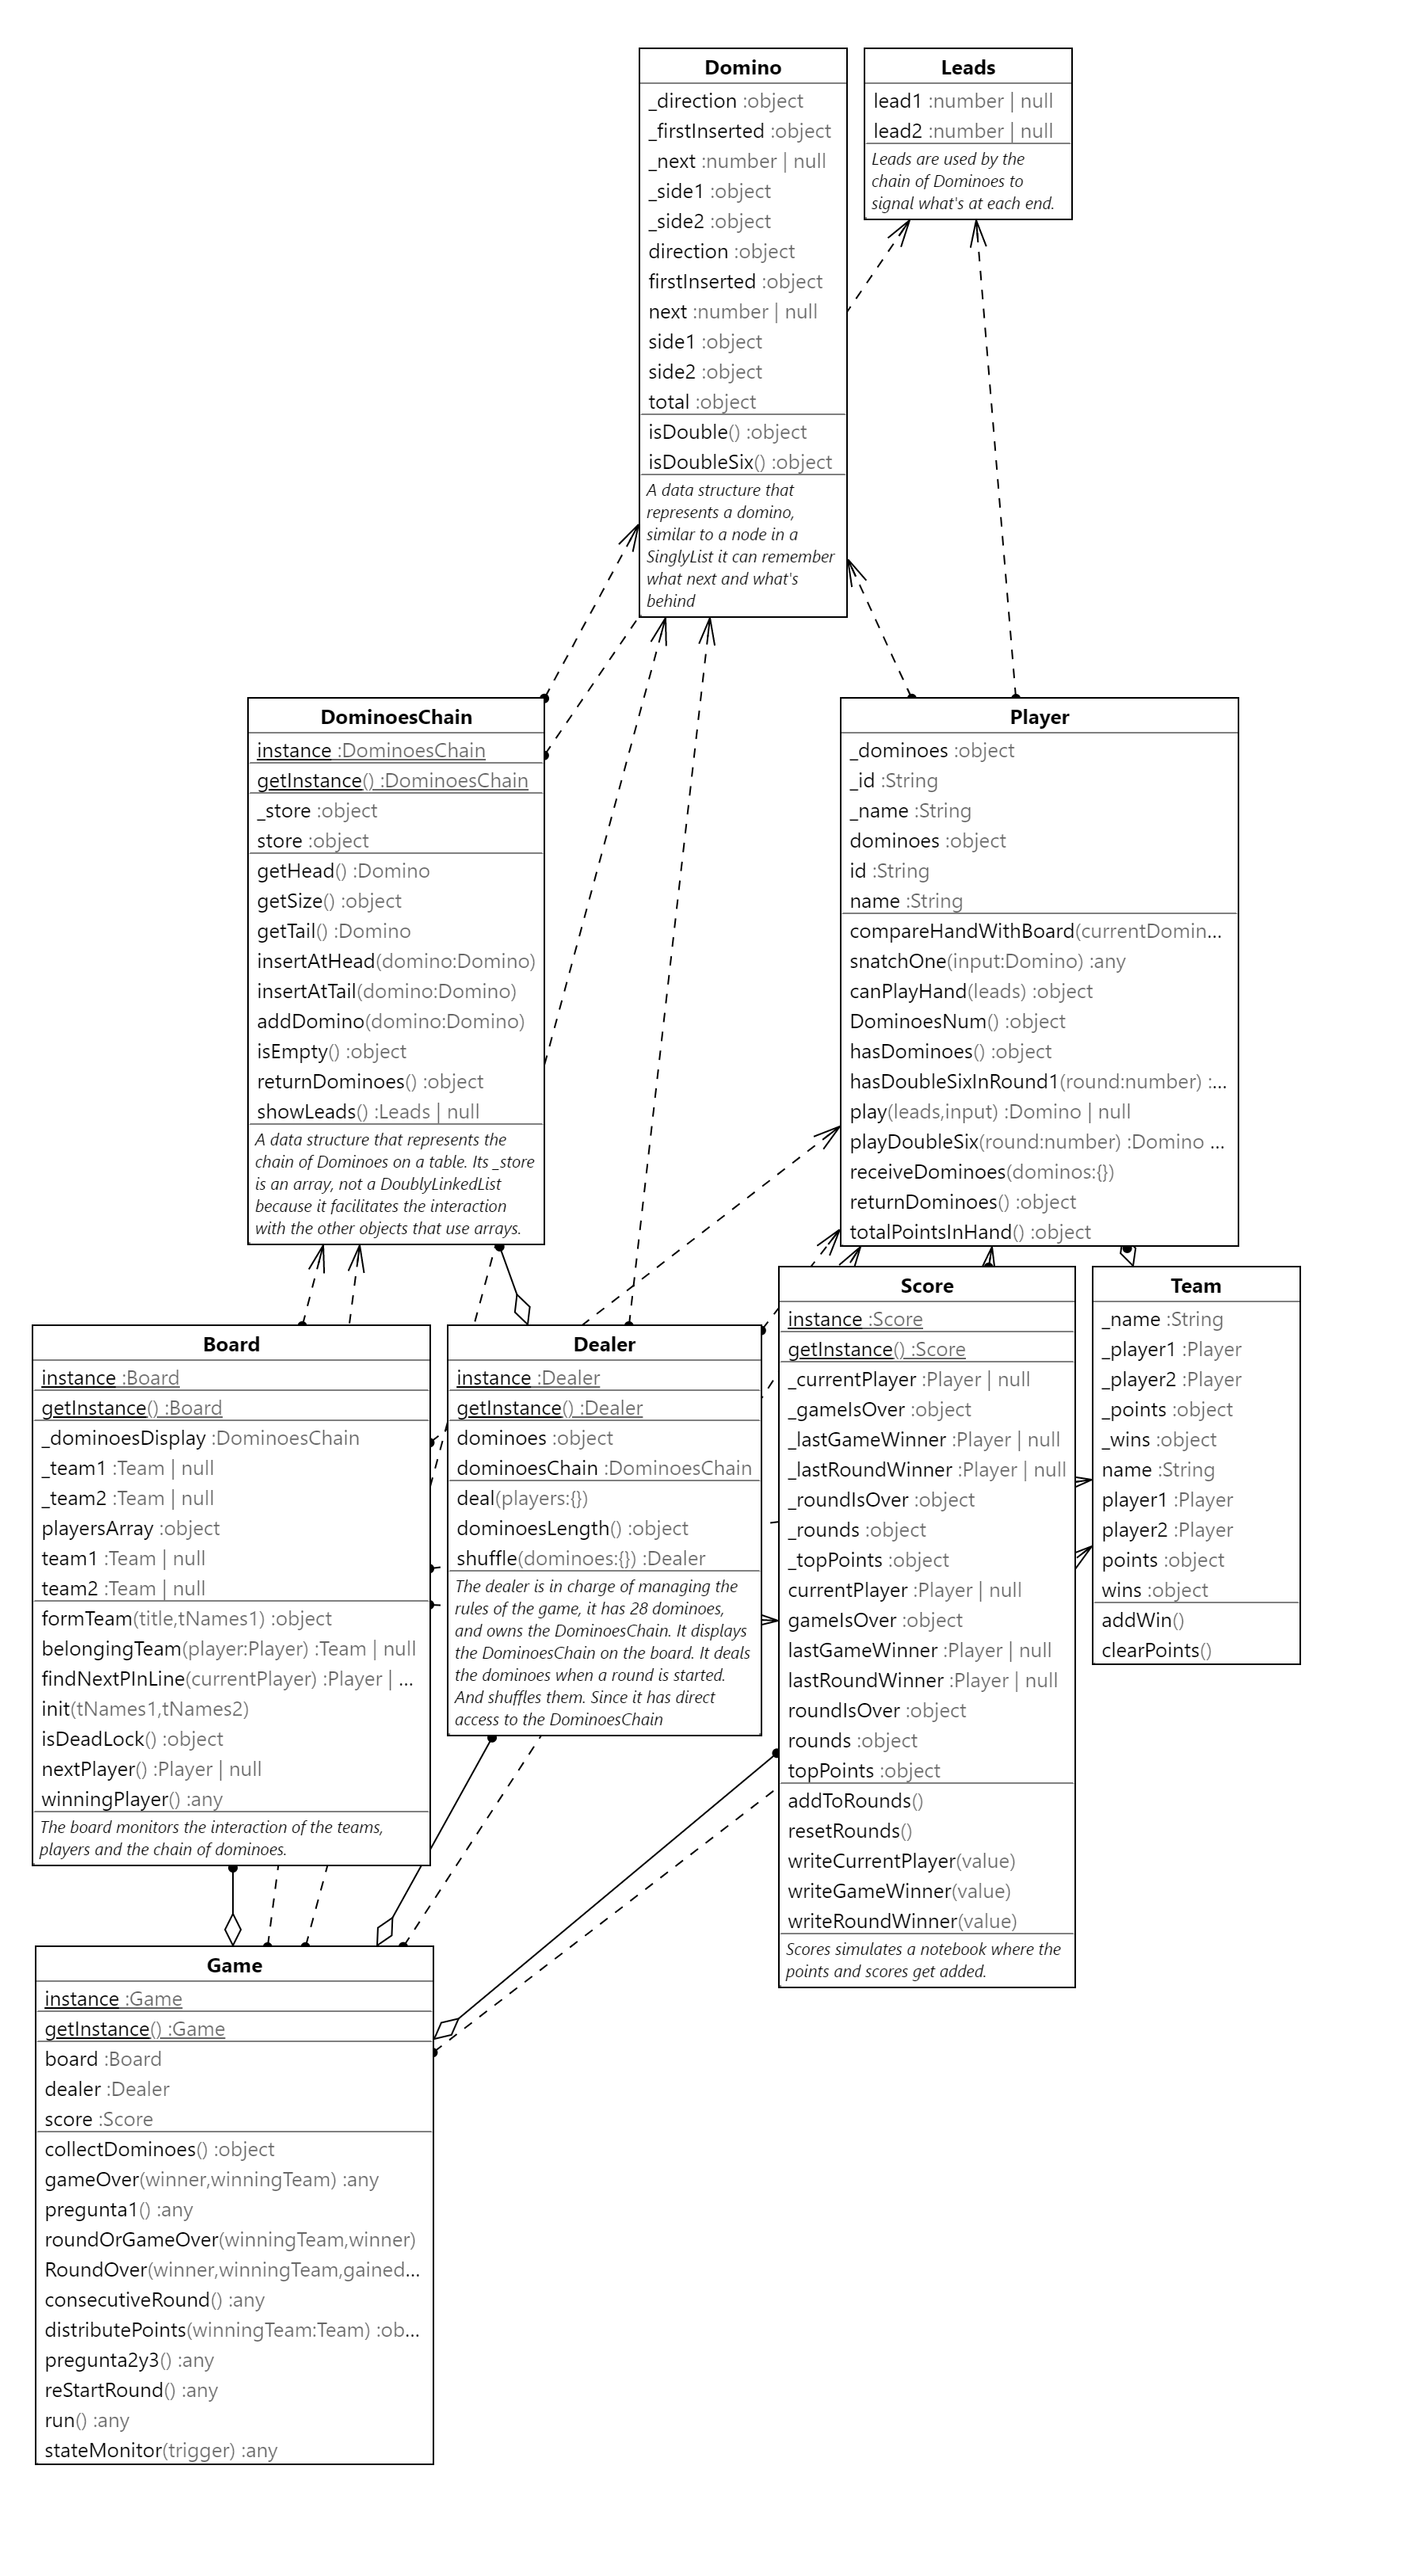 Domino
_direction :object
_firstInserted :object
_next :number | null
_side1 :object
_side2 :object
direction :object
firstInserted :object
next :number | null
side1 :object
side2 :object
total :object
isDouble() :object
isDoubleSix() :object
A data structure that
represents a domino,
similar to a node in a
SinglyList it can remember
what next and what's
behind
Leads
lead1 :number | null
lead2 :number | null
Leads are used by the
chain of Dominoes to
signal what's at each end.
DominoesChain
instance :DominoesChain
getInstance() :DominoesChain
_store :object
store :object
getHead() :Domino
getSize() :object
getTail() :Domino
insertAtHead(domino:Domino)
insertAtTail(domino:Domino)
addDomino(domino:Domino)
isEmpty() :object
returnDominoes() :object
showLeads() :Leads | null
A data structure that represents the
chain of Dominoes on a table. Its _store
is an array, not a DoublyLinkedList
because it facilitates the interaction
with the other objects that use arrays.
Player
_dominoes :object
_id :String
_name :String
dominoes :object
id :String
name :String
compareHandWithBoard(currentDomin...
snatchOne(input:Domino) :any
canPlayHand(leads) :object
DominoesNum() :object
hasDominoes() :object
hasDoubleSixInRound1(round:number) :...
play(leads,input) :Domino | null
playDoubleSix(round:number) :Domino ...
receiveDominoes(dominos:{})
returnDominoes() :object
totalPointsInHand() :object
Board
instance :Board
getInstance() :Board
_dominoesDisplay :DominoesChain
_team1 :Team | null
_team2 :Team | null
playersArray :object
team1 :Team | null
team2 :Team | null
formTeam(title,tNames1) :object
belongingTeam(player:Player) :Team | null
findNextPInLine(currentPlayer) :Player | ...
init(tNames1,tNames2)
isDeadLock() :object
nextPlayer() :Player | null
winningPlayer() :any
The board monitors the interaction of the teams,
players and the chain of dominoes.
Dealer
instance :Dealer
getInstance() :Dealer
dominoes :object
dominoesChain :DominoesChain
deal(players:{})
dominoesLength() :object
shuffle(dominoes:{}) :Dealer
The dealer is in charge of managing the
rules of the game, it has 28 dominoes,
and owns the DominoesChain. It displays
the DominoesChain on the board. It deals
the dominoes when a round is started.
And shuffles them. Since it has direct
access to the DominoesChain
Score
instance :Score
getInstance() :Score
_currentPlayer :Player | null
_gameIsOver :object
_lastGameWinner :Player | null
_lastRoundWinner :Player | null
_roundIsOver :object
_rounds :object
_topPoints :object
currentPlayer :Player | null
gameIsOver :object
lastGameWinner :Player | null
lastRoundWinner :Player | null
roundIsOver :object
rounds :object
topPoints :object
addToRounds()
resetRounds()
writeCurrentPlayer(value)
writeGameWinner(value)
writeRoundWinner(value)
Scores simulates a notebook where the
points and scores get added.
Team
_name :String
_player1 :Player
_player2 :Player
_points :object
_wins :object
name :String
player1 :Player
player2 :Player
points :object
wins :object
addWin()
clearPoints()
Game
instance :Game
getInstance() :Game
board :Board
dealer :Dealer
score :Score
collectDominoes() :object
gameOver(winner,winningTeam) :any
pregunta1() :any
roundOrGameOver(winningTeam,winner)
RoundOver(winner,winningTeam,gained...
consecutiveRound() :any
distributePoints(winningTeam:Team) :ob...
pregunta2y3() :any
reStartRound() :any
run() :any
stateMonitor(trigger) :any